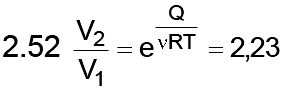 2.52 V₂/V₁ = e^(Q/νRT) = 2,23